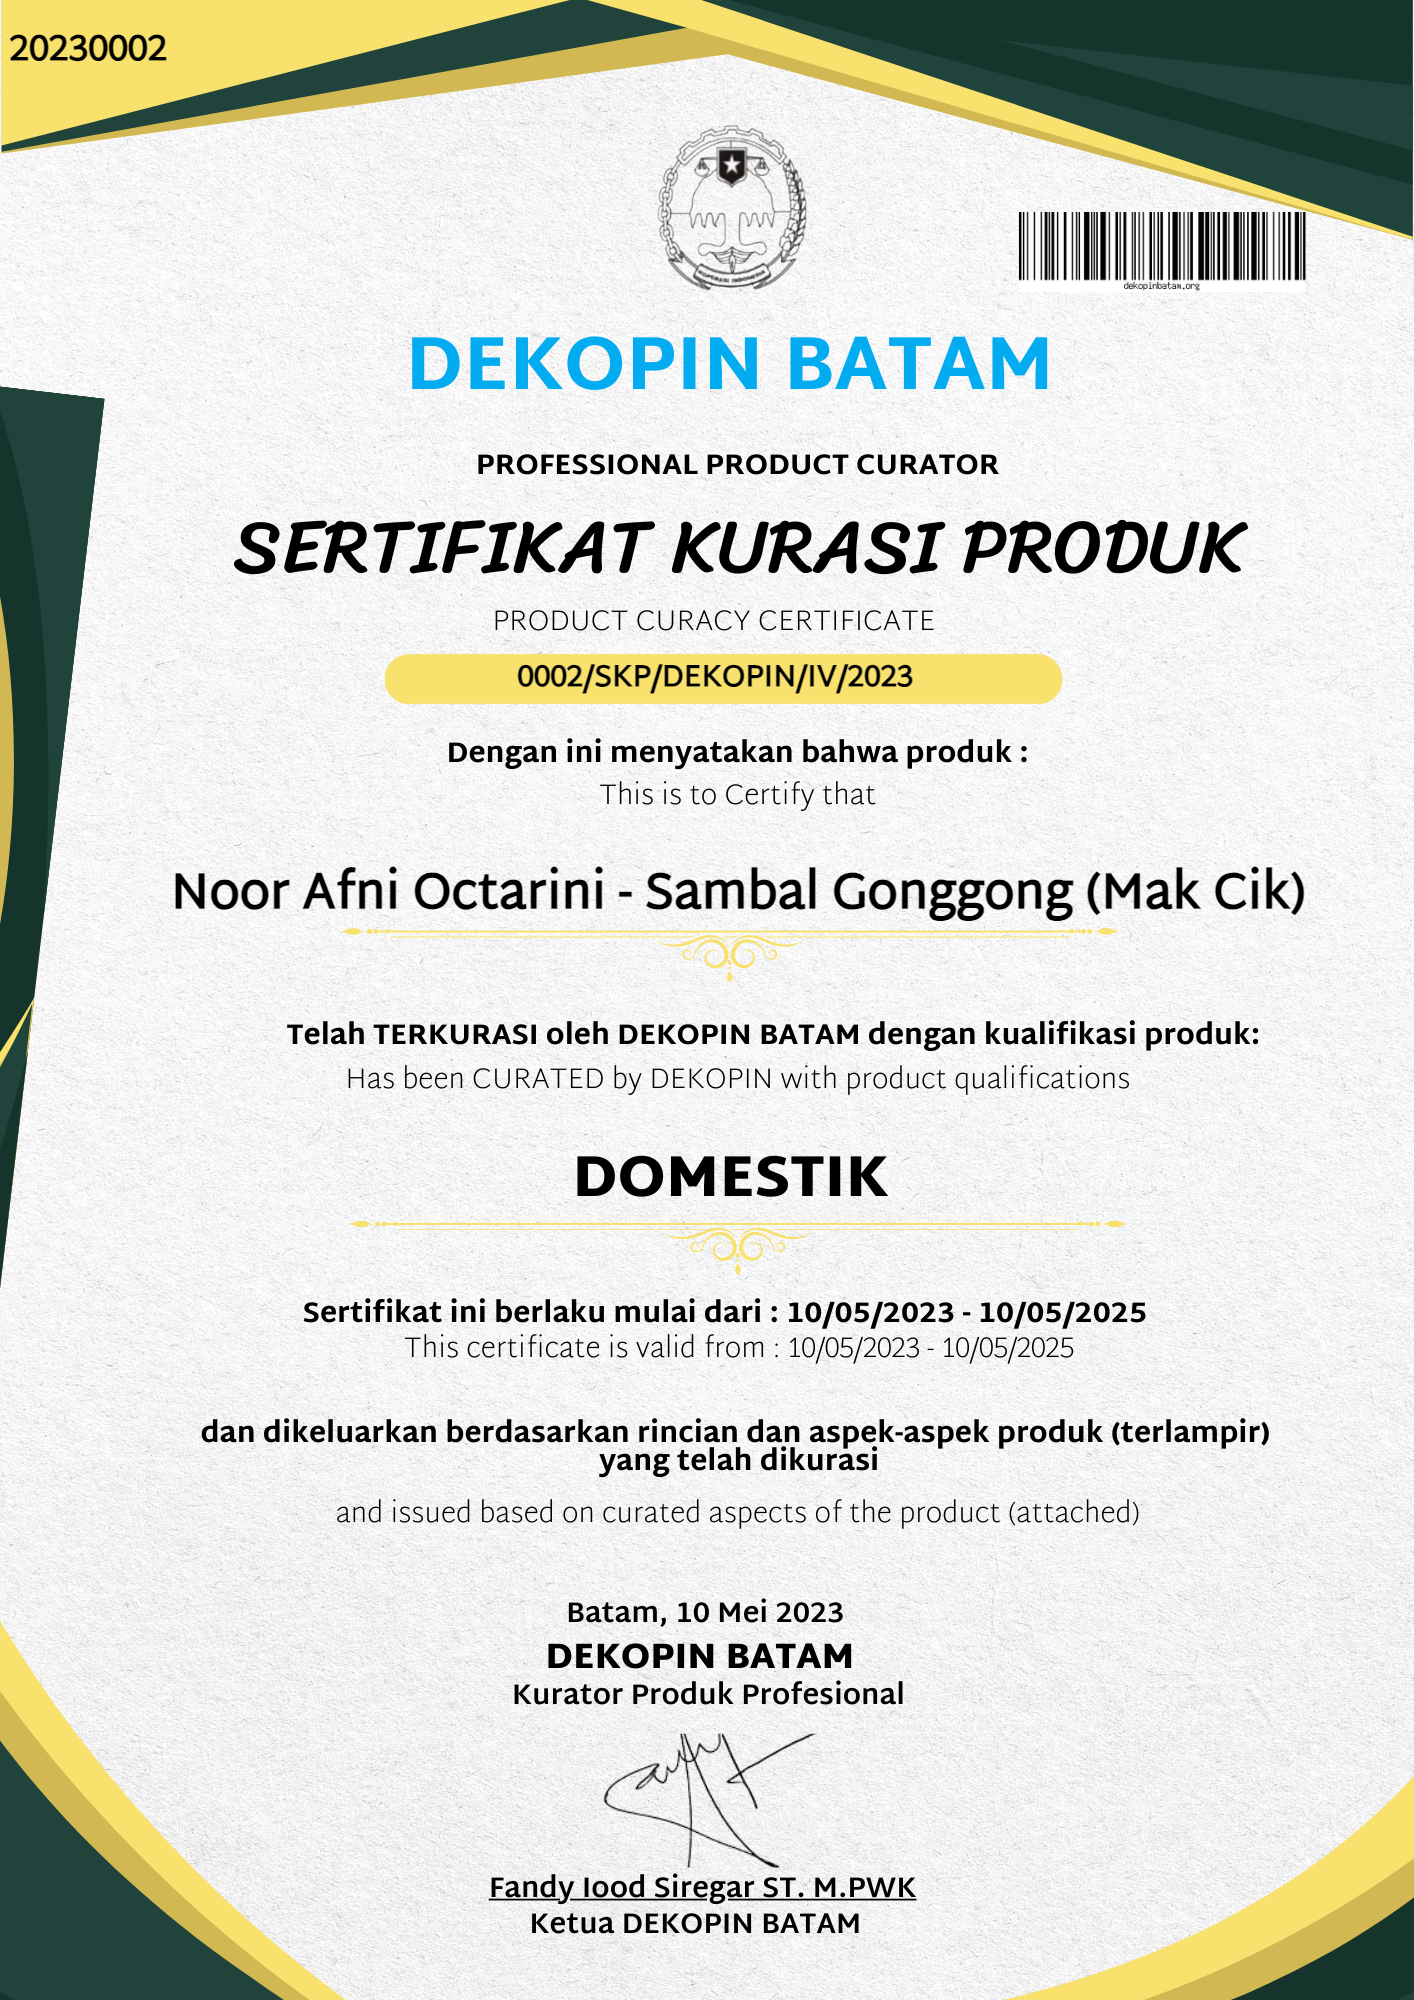 20230002
KOPERASI INDONESIA
dekopinbatam.org
DEKOPIN BATAM
PROFESSIONAL PRODUCT CURATOR
SERTIFIKAT KURASI PRODUK
PRODUCT CURACY CERTIFICATE
0002/SKP/DEKOPIN/IV/2023
Dengan ini menyatakan bahwa produk :
This is to Certify that
Noor Afni Octarini - Sambal Gonggong (Mak Cik)
Telah TERKURASI oleh DEKOPIN BATAM dengan kualifikasi produk:
Has been CURATED by DEKOPIN with product qualifications
DOMESTIK
Sertifikat ini berlaku mulai dari : 10/05/2023 - 10/05/2025
This certificate is valid from : 10/05/2023 - 10/05/2025
dan dikeluarkan berdasarkan rincian dan aspek-aspek produk (terlampir)
yang telah dikurasi
and issued based on curated aspects of the product (attached)
Batam, 10 Mei 2023
DEKOPIN BATAM
Kurator Produk Profesional
Fandy Iood Siregar ST. M.PWK
Ketua DEKOPIN BATAM